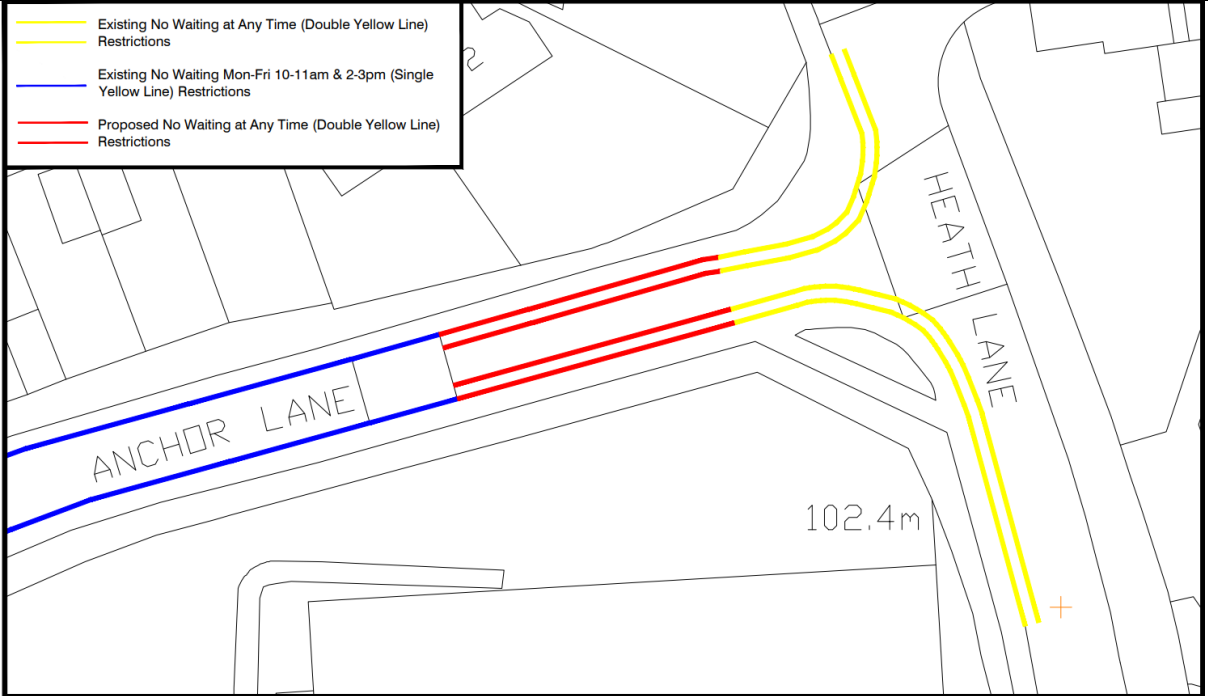 Existing No Waiting at Any Time (Double Yellow Line)
Restrictions
Existing No Waiting Mon-Fri 10-11am & 2-3pm (Single
Yellow Line) Restrictions
Proposed No Waiting at Any Time (Double Yellow Line)
Restrictions
HEATH LANE
ANCHOR LANE
102.4m